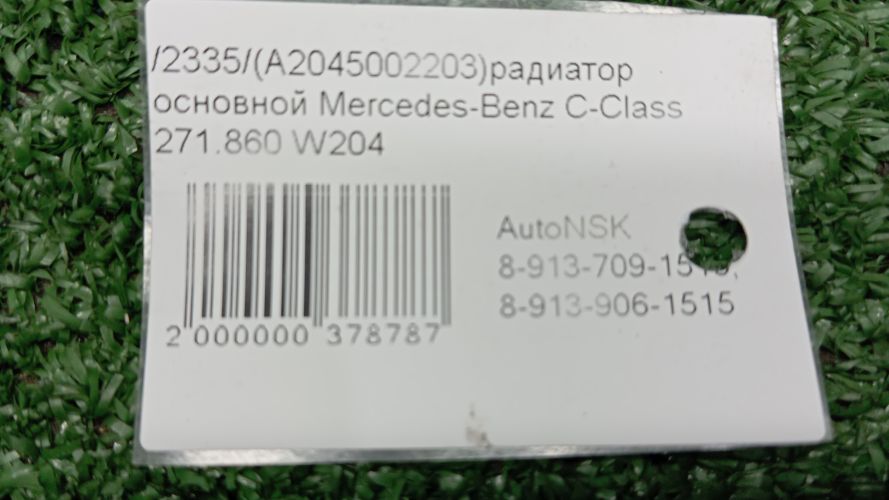 /2335/(A2045002203)радиатор
основной Mercedes-Benz C-Class
271.860 W204
AutoNSK
8-913-906-1515
2 000000 378787